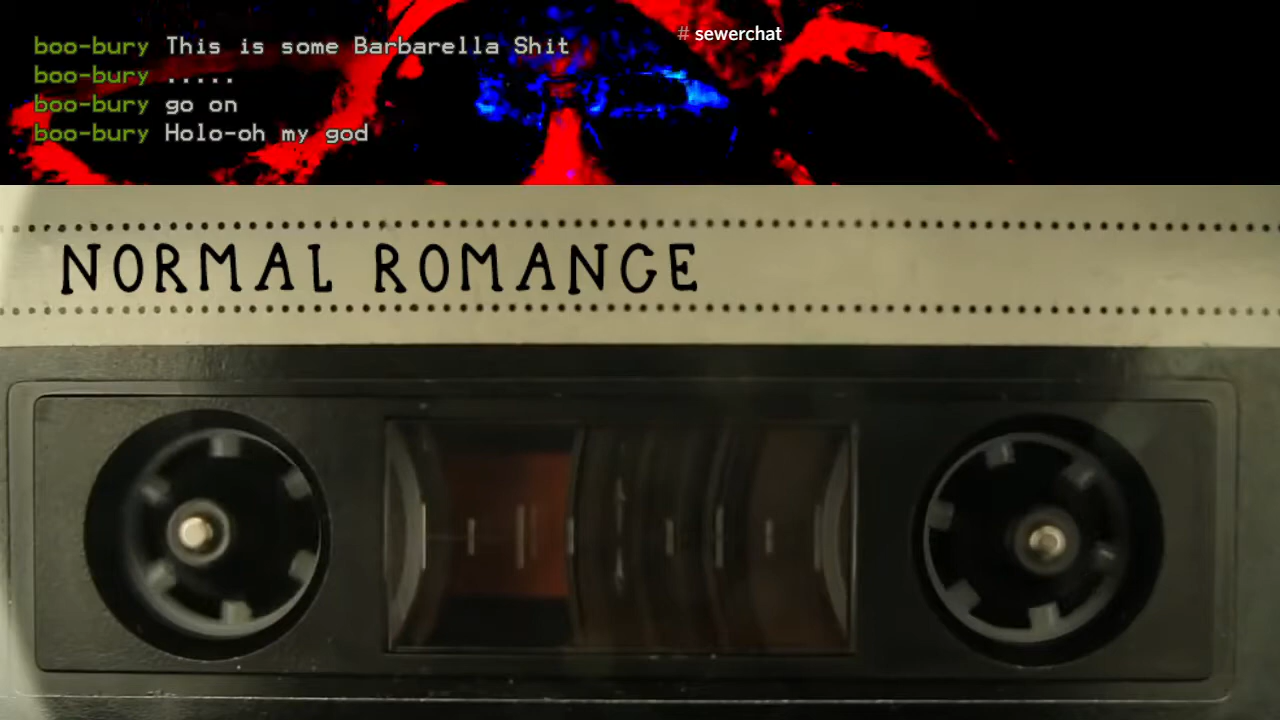 boo-bury This is some Barbarella Shit
boo-bury .....
boo-bury go on
boo-bury Holo-oh my god
# sewerchat
NORMAL ROMANCE